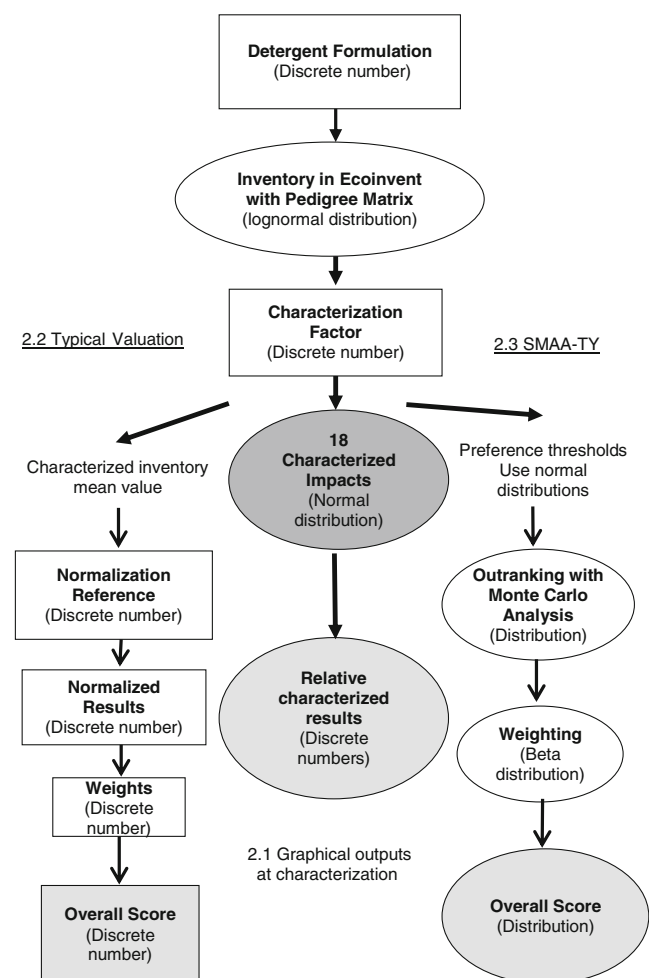 Detergent Formulation
(Discrete number)
Inventory in Ecoinvent
with Pedigree Matrix
(lognormal distribution)
Characterization
Factor
(Discrete number)
2.2 Typical Valuation
2.3 SMAA-TY
18
Characterized
Impacts
(Normal
distribution)
Characterized inventory
mean value
Preference thresholds
Use normal
distributions
Normalization
Reference
(Discrete number)
Outranking with
Monte Carlo
Analysis
(Distribution)
Relative
characterized
results
(Discrete
numbers)
Normalized
Results
(Discrete number)
Weighting
(Beta
distribution)
Weights
(Discrete
number)
2.1 Graphical outputs
at characterization
Overall Score
(Discrete
number)
Overall Score
(Distribution)